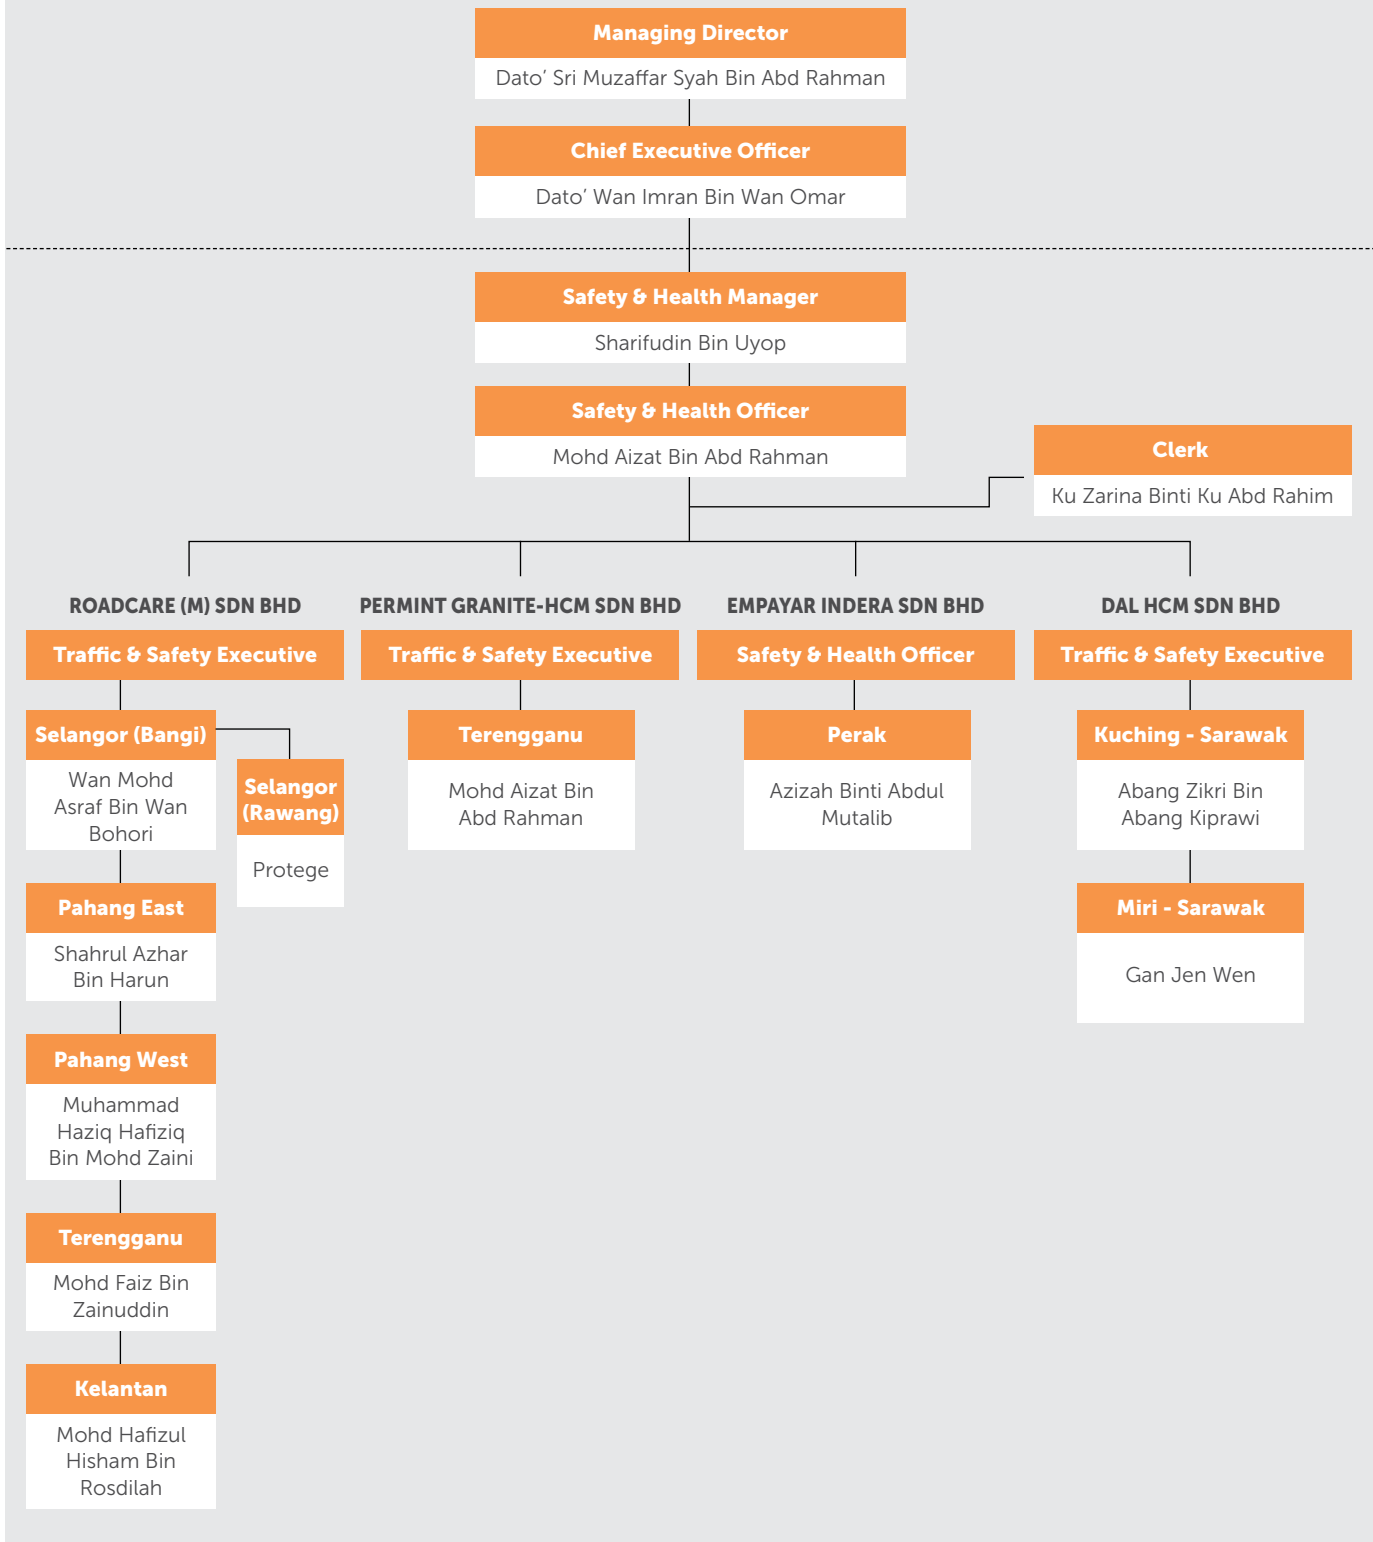 Managing Director
Dato’ Sri Muzaffar Syah Bin Abd Rahman
Chief Executive Officer
Dato’ Wan Imran Bin Wan Omar
Safety & Health Manager
Sharifudin Bin Uyop
Safety & Health Officer
Mohd Aizat Bin Abd Rahman
Clerk
Ku Zarina Binti Ku Abd Rahim
ROADCARE (M) SDN BHD
Traffic & Safety Executive
Selangor (Bangi)
Wan Mohd
Asraf Bin Wan
Bohori
Selangor
(Rawang)
Protege
Pahang East
Shahrul Azhar
Bin Harun
Pahang West
Muhammad
Haziq Hafiziq
Bin Mohd Zaini
Terengganu
Mohd Faiz Bin
Zainuddin
Kelantan
Mohd Hafizul
Hisham Bin
Rosdilah
PERMINT GRANITE-HCM SDN BHD
Traffic & Safety Executive
Terengganu
Mohd Aizat Bin
Abd Rahman
EMPAYAR INDERA SDN BHD
Safety & Health Officer
Perak
Azizah Binti Abdul
Mutalib
DAL HCM SDN BHD
Traffic & Safety Executive
Kuching - Sarawak
Abang Zikri Bin
Abang Kiprawi
Miri - Sarawak
Gan Jen Wen